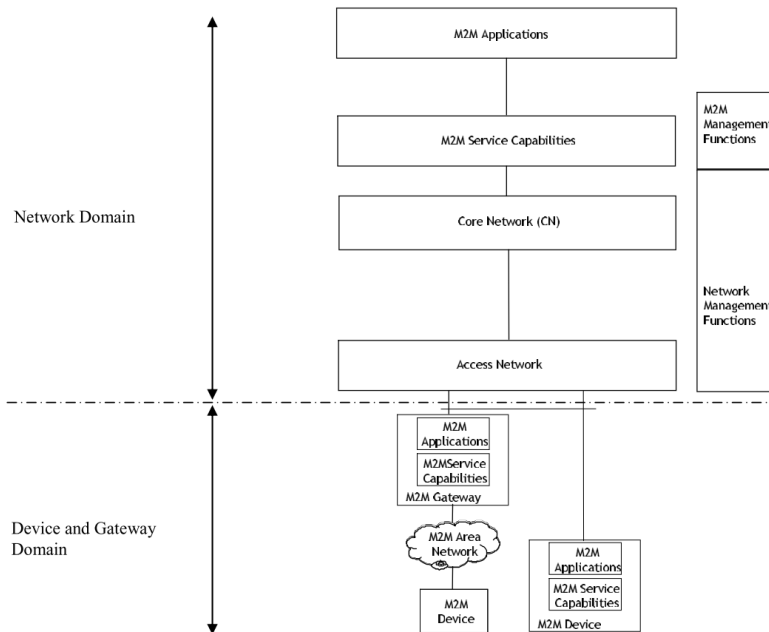 M2M Applications
M2M
Management
Functions
M2M Service Capabilities
Network Domain
Core Network (CN)
Network
Management
Functions
Access Network
M2M
Applications
M2MService
Capabilities
M2M Gateway
Device and Gateway
Domain
M2M Area
Network
M2M
Applications
M2M Service
Capabilities
M2M Device
M2M
Device